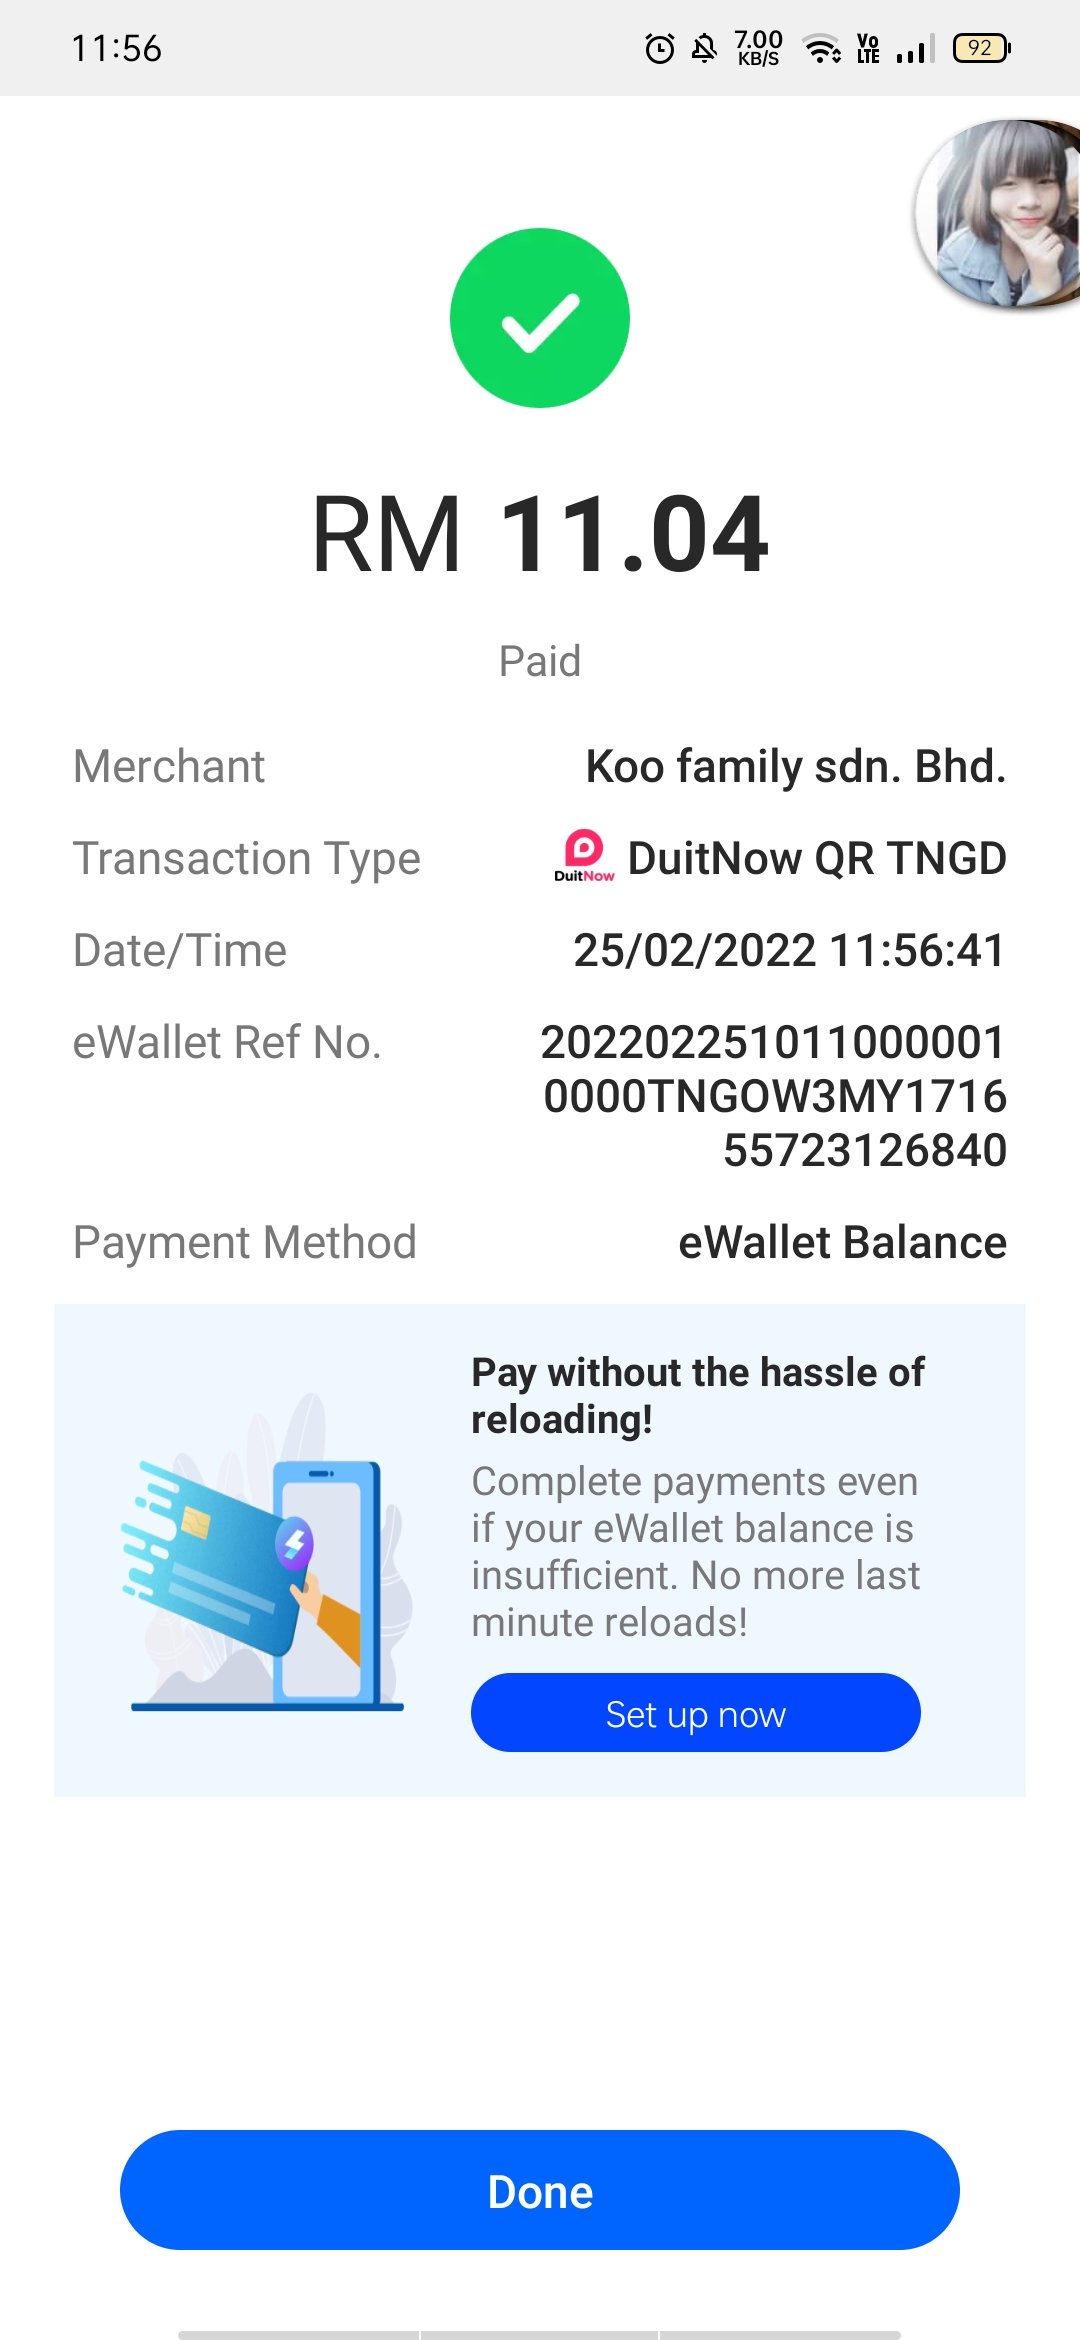 11:56
7.00
KB/S
Vo
LTE
92
RM 11.04
Paid
Merchant
Koo family sdn. Bhd.
Transaction Type
DuitNow
DuitNow QR TNGD
Date/Time
25/02/2022 11:56:41
eWallet Ref No.
202202251011000001
0000TNGOW3MY1716
55723126840
Payment Method
eWallet Balance
Pay without the hassle of
reloading!
Complete payments even
if your eWallet balance is
insufficient. No more last
minute reloads!
Set up now
Done